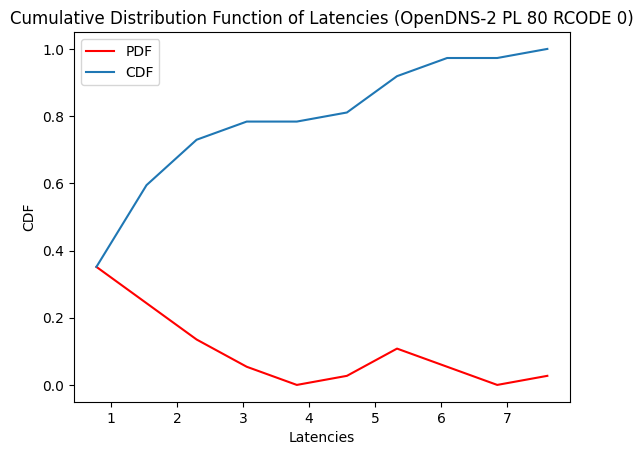 Cumulative Distribution Function of Latencies (OpenDNS-2 PL 80 RCODE 0)
PDF
CDF
1.0
0.8
0.6
0.4
0.2
0.0
CDF
1 2 3 4 5 6 7
Latencies